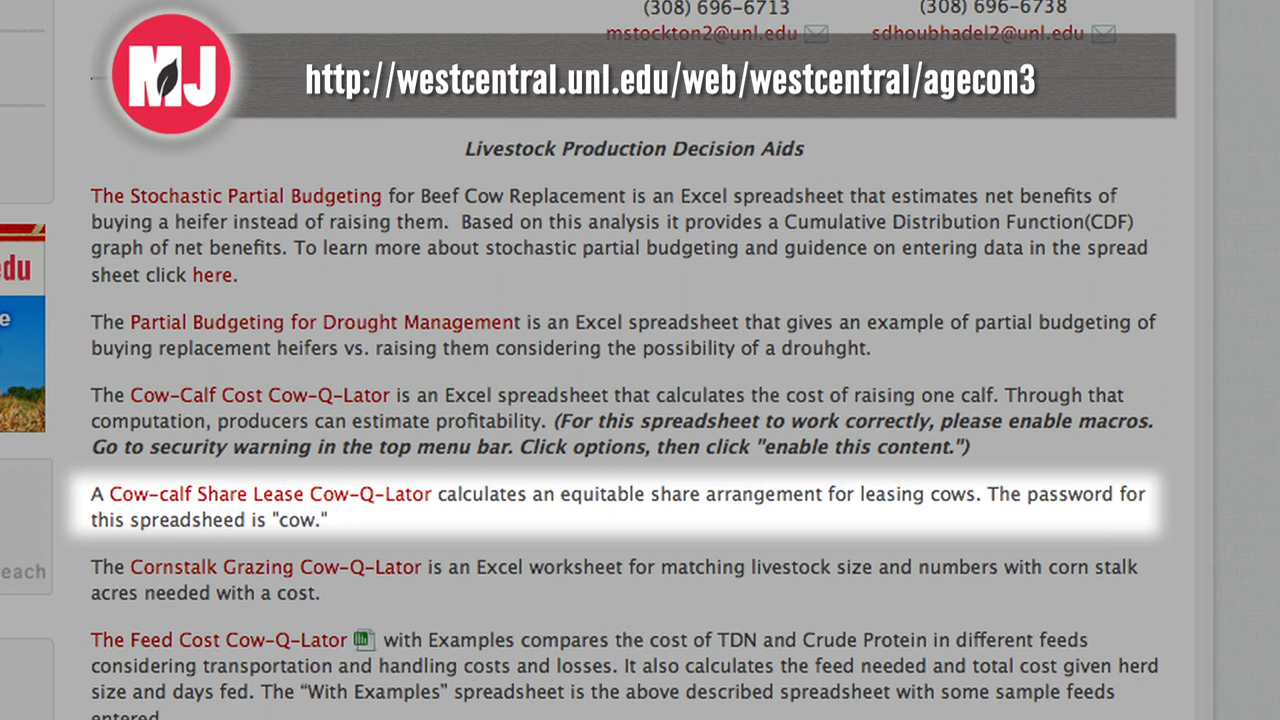 (308) 696-6713 (308) 696-6738
mstockton2@unl.edu sdhoubhadel2@unl.edu
MJ http://westcentral.unl.edu/web/westcentral/agecon3
Livestock Production Decision Aids
The Stochastic Partial Budgeting for Beef Cow Replacement is an Excel spreadsheet that estimates net benefits of
buying a heifer instead of raising them. Based on this analysis it provides a Cumulative Distribution Function(CDF)
graph of net benefits. To learn more about stochastic partial budgeting and guidance on entering data in the spread
sheet click here.
edu
e
The Partial Budgeting for Drought Management is an Excel spreadsheet that gives an example of partial budgeting of
buying replacement heifers vs. raising them considering the possibility of a drouhght.
The Cow-Calf Cost Cow-Q-Lator is an Excel spreadsheet that calculates the cost of raising one calf. Through that
computation, producers can estimate profitability. (For this spreadsheet to work correctly, please enable macros.
Go to security warning in the top menu bar. Click options, then click "enable this content.")
A Cow-calf Share Lease Cow-Q-Lator calculates an equitable share arrangement for leasing cows. The password for
this spreadsheed is "cow."
The Cornstalk Grazing Cow-Q-Lator is an Excel worksheet for matching livestock size and numbers with corn stalk
acres needed with a cost.
each
The Feed Cost Cow-Q-Lator with Examples compares the cost of TDN and Crude Protein in different feeds
considering transportation and handling costs and losses. It also calculates the feed needed and total cost given herd
size and days fed. The “With Examples” spreadsheet is the above described spreadsheet with some sample feeds
entered.